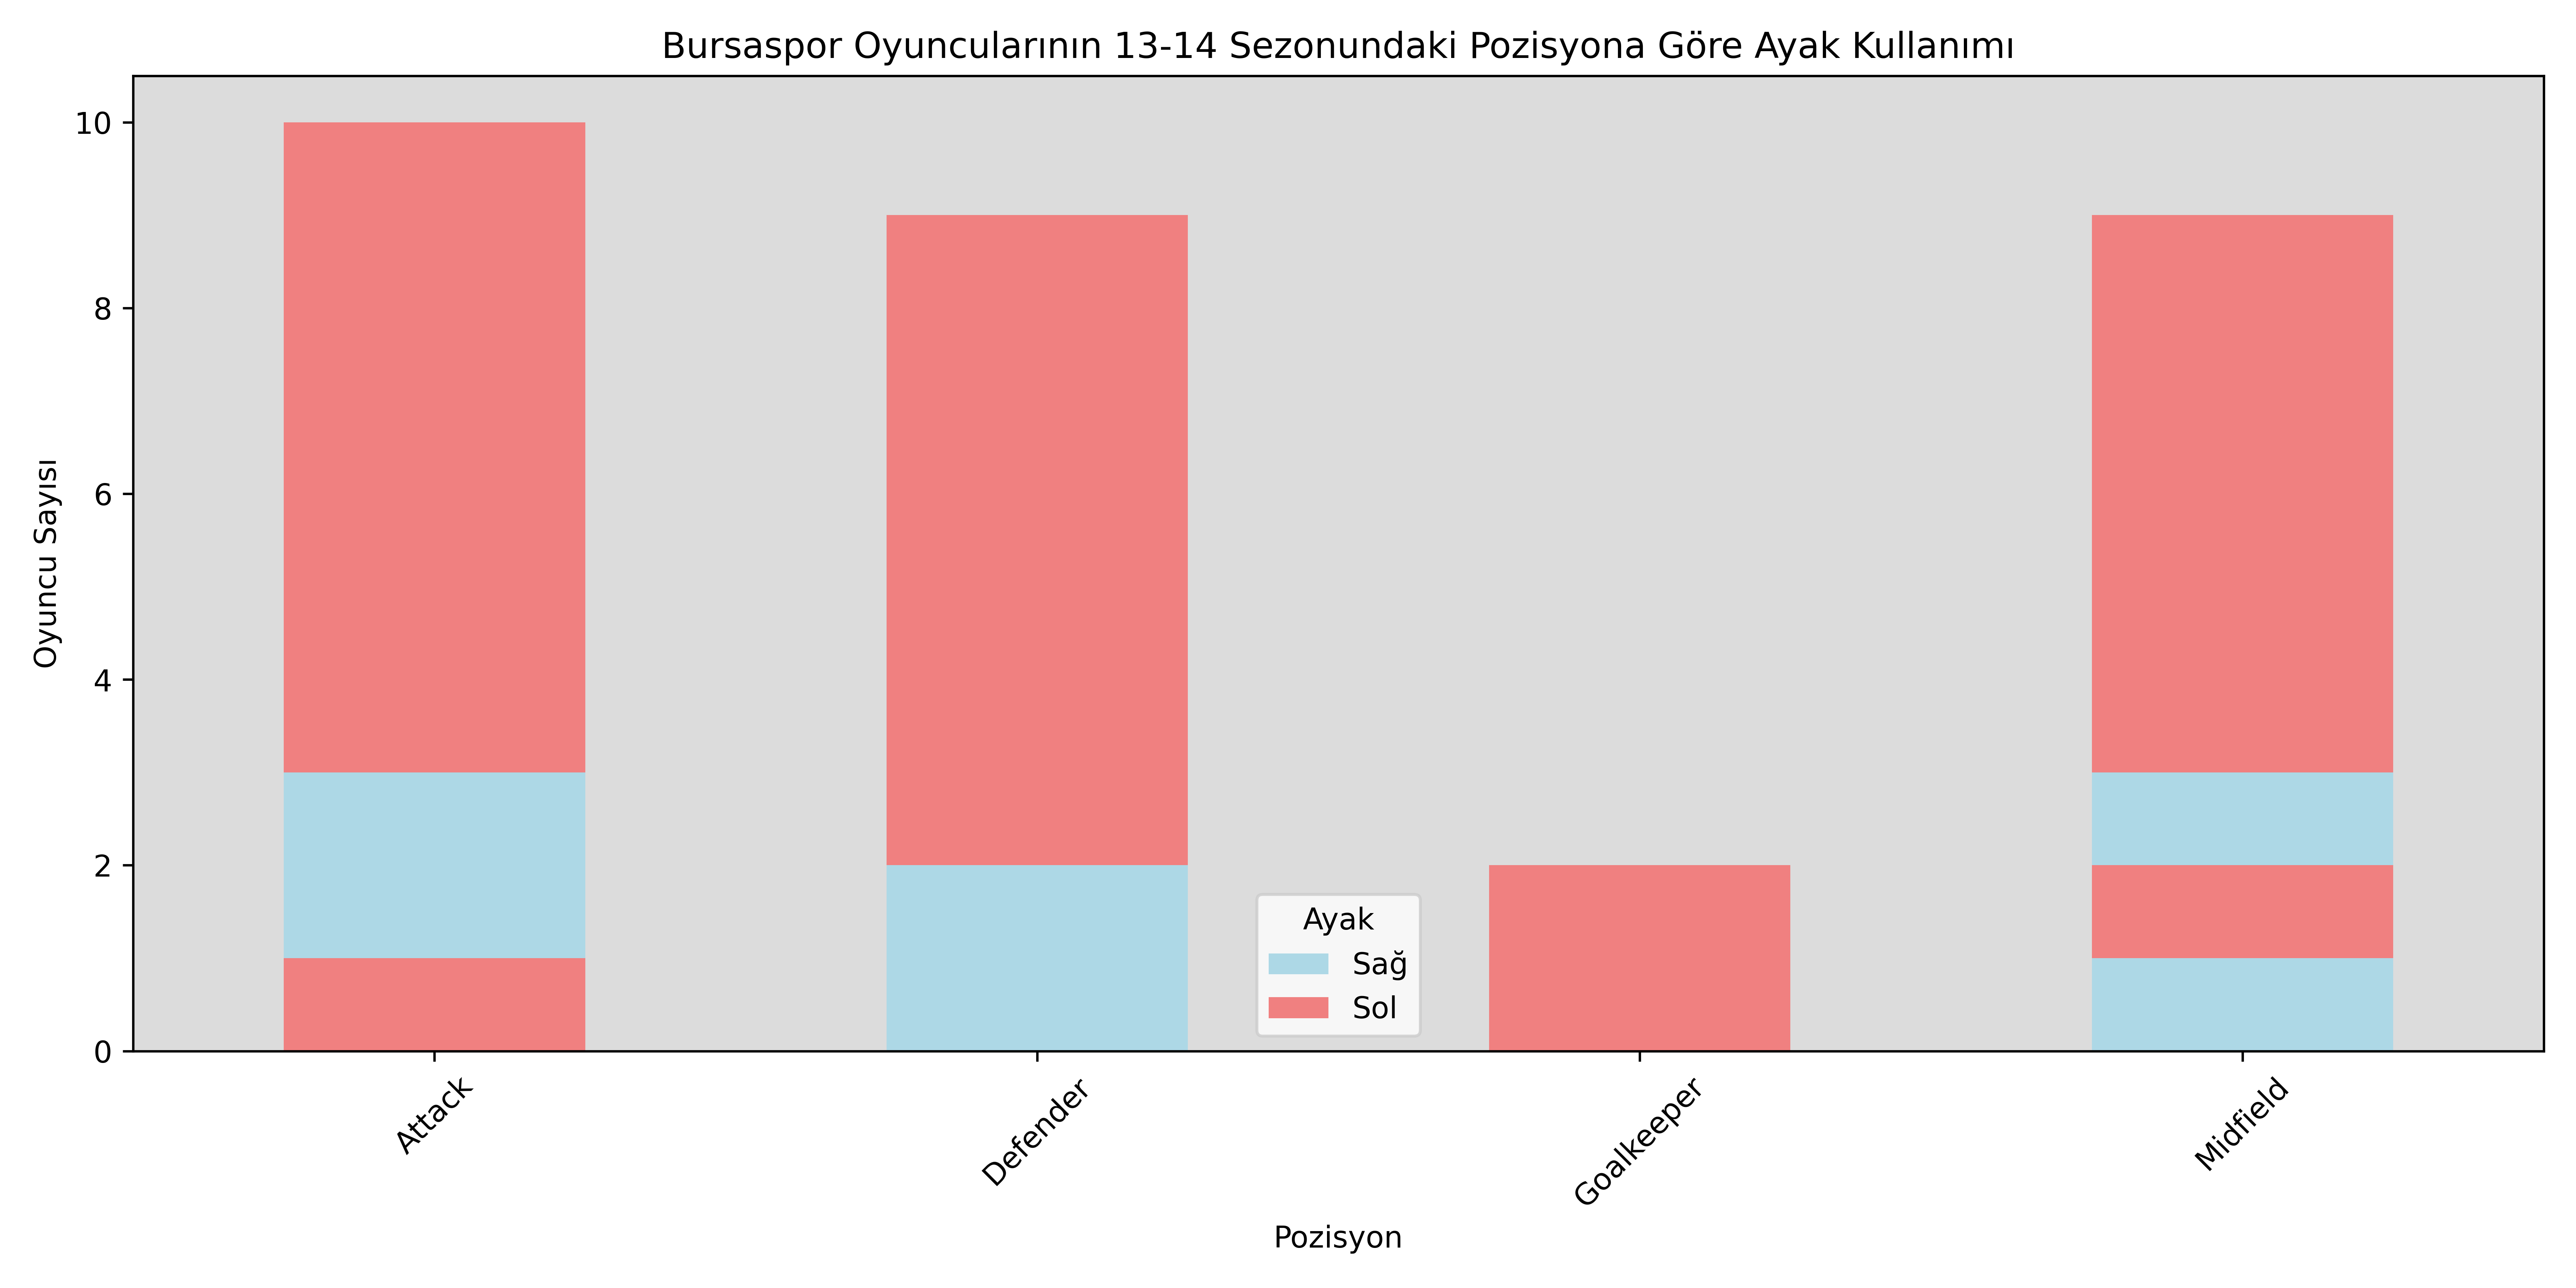 Bursaspor Oyuncularının 13-14 Sezonundaki Pozisyona Göre Ayak Kullanımı
Oyuncu Sayısı
10
8
6
4
2
0
Ayak
Sağ
Sol
Attack
Defender
Goalkeeper
Midfield
Pozisyon